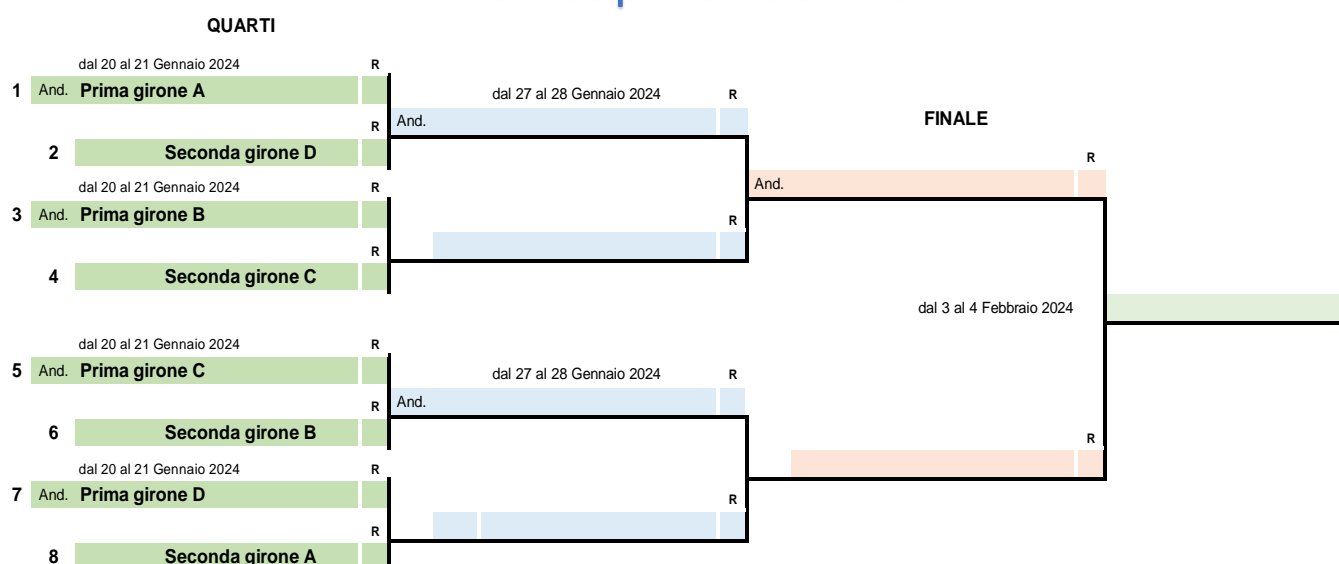 QUARTI
dal 20 al 21 Gennaio 2024 R
1 And. Prima girone A
dal 27 al 28 Gennaio 2024 R
R
And.
FINALE
2 Seconda girone D
R
dal 20 al 21 Gennaio 2024 R
And.
3 And. Prima girone B
R
R
4 Seconda girone C
dal 3 al 4 Febbraio 2024
dal 20 al 21 Gennaio 2024 R
5 And. Prima girone C
dal 27 al 28 Gennaio 2024 R
R
And.
6 Seconda girone B
R
dal 20 al 21 Gennaio 2024 R
7 And. Prima girone D
R
R
8 Seconda girone A